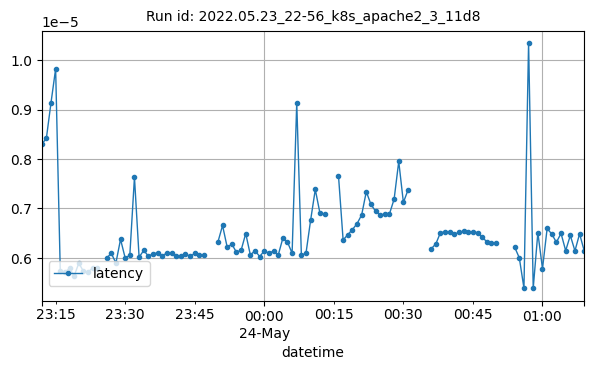 Run id: 2022.05.23_22-56_k8s_apache2_3_11d8
1e−5
1.0
0.9
0.8
0.7
0.6
latency
23:15
23:30
23:45
00:00
00:15
00:30
00:45
01:00
24-May
datetime